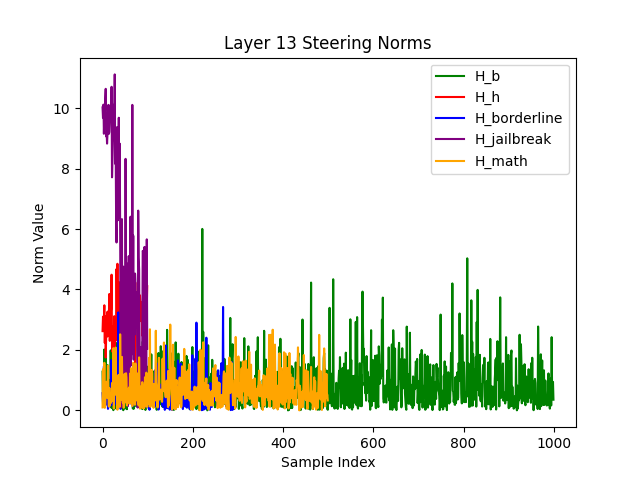 Layer 13 Steering Norms
H_b
H_h
H_borderline
H_jailbreak
H_math
Norm Value
10
8
6
4
2
0
0 200 400 600 800 1000
Sample Index